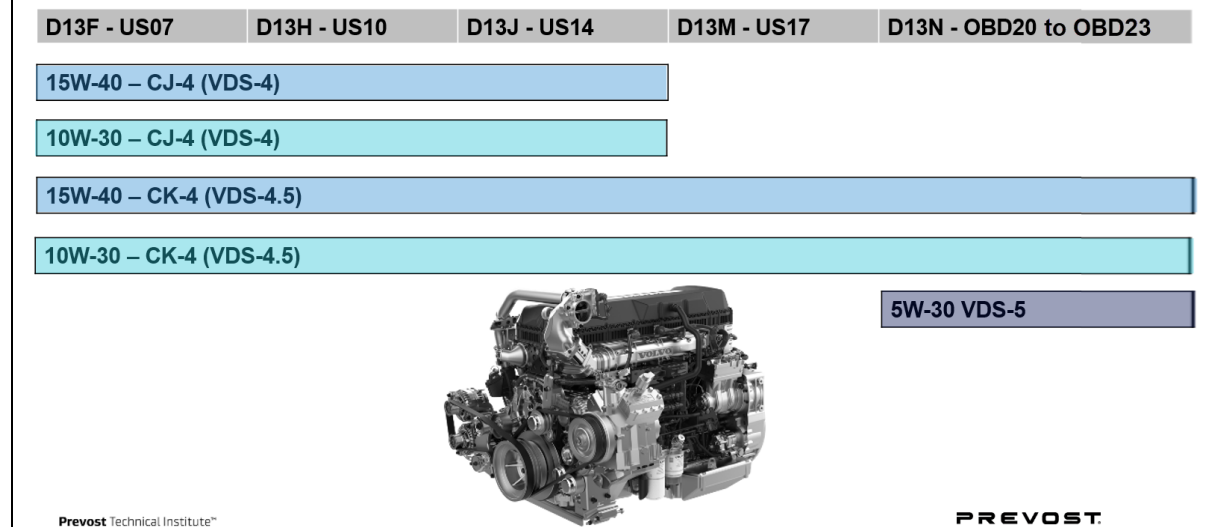 D13F - US07 D13H - US10 D13J - US14 D13M - US17 D13N - OBD20 to OBD23
15W-40 – CJ-4 (VDS-4)
10W-30 – CJ-4 (VDS-4)
15W-40 – CK-4 (VDS-4.5)
10W-30 – CK-4 (VDS-4.5)
5W-30 VDS-5
VOLVO
Prevost Technical Institute™ PREVOST.